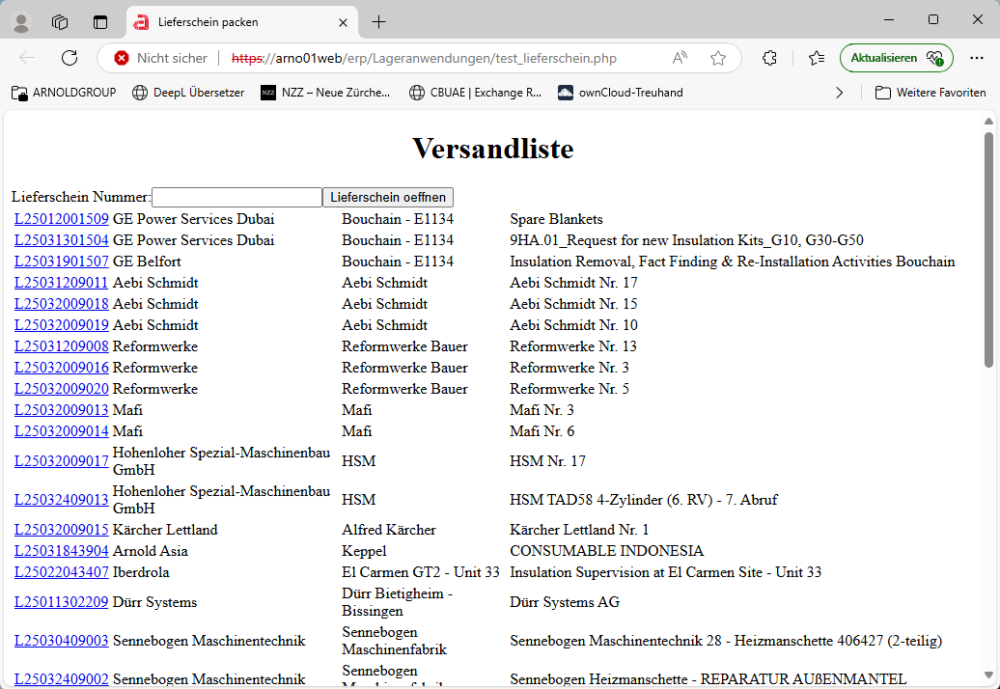 Lieferschein packen
Nicht sicher https://arno01web/erp/Lageranwendungen/test_lieferschein.php Aktualisieren
ARNOLDGROUP DeepL Übersetzer NZZ NZZ – Neue Zürche... CBUAE | Exchange R... ownCloud-Treuhand Weitere Favoriten
Versandliste
Lieferschein Nummer: Lieferschein oeffnen
L25012001509 GE Power Services Dubai Bouchain - E1134 Spare Blankets
L25031301504 GE Power Services Dubai Bouchain - E1134 9HA.01_Request for new Insulation Kits_G10, G30-G50
L25031901507 GE Belfort Bouchain - E1134 Insulation Removal, Fact Finding & Re-Installation Activities Bouchain
L25031209011 Aebi Schmidt Aebi Schmidt Aebi Schmidt Nr. 17
L25032009018 Aebi Schmidt Aebi Schmidt Aebi Schmidt Nr. 15
L25032009019 Aebi Schmidt Aebi Schmidt Aebi Schmidt Nr. 10
L25031209008 Reformwerke Reformwerke Bauer Reformwerke Nr. 13
L25032009016 Reformwerke Reformwerke Bauer Reformwerke Nr. 3
L25032009020 Reformwerke Reformwerke Bauer Reformwerke Nr. 5
L25032009013 Mafi Mafi Mafi Nr. 3
L25032009014 Mafi Mafi Mafi Nr. 6
L25032009017 Hohenloher Spezial-Maschinenbau HSM HSM Nr. 17
GmbH
L25032409013 Hohenloher Spezial-Maschinenbau HSM HSM TAD58 4-Zylinder (6. RV) - 7. Abruf
GmbH
L25032009015 Kärcher Lettland Alfred Kärcher Kärcher Lettland Nr. 1
L25031843904 Arnold Asia Keppel CONSUMABLE INDONESIA
L25022043407 Iberdrola El Carmen GT2 - Unit 33 Insulation Supervision at El Carmen Site - Unit 33
L25011302209 Dürr Systems Dürr Bietigheim - Dürr Systems AG
Bissingen
L25030409003 Sennebogen Maschinentechnik Sennebogen Sennebogen Maschinentechnik 28 - Heizmanschette 406427 (2-teilig)
Maschinenfabrik
L25032409002 Sennebogen Maschinentechnik Sennebogen Sennebogen Heizmanschette - REPARATUR AUßENMANTEL